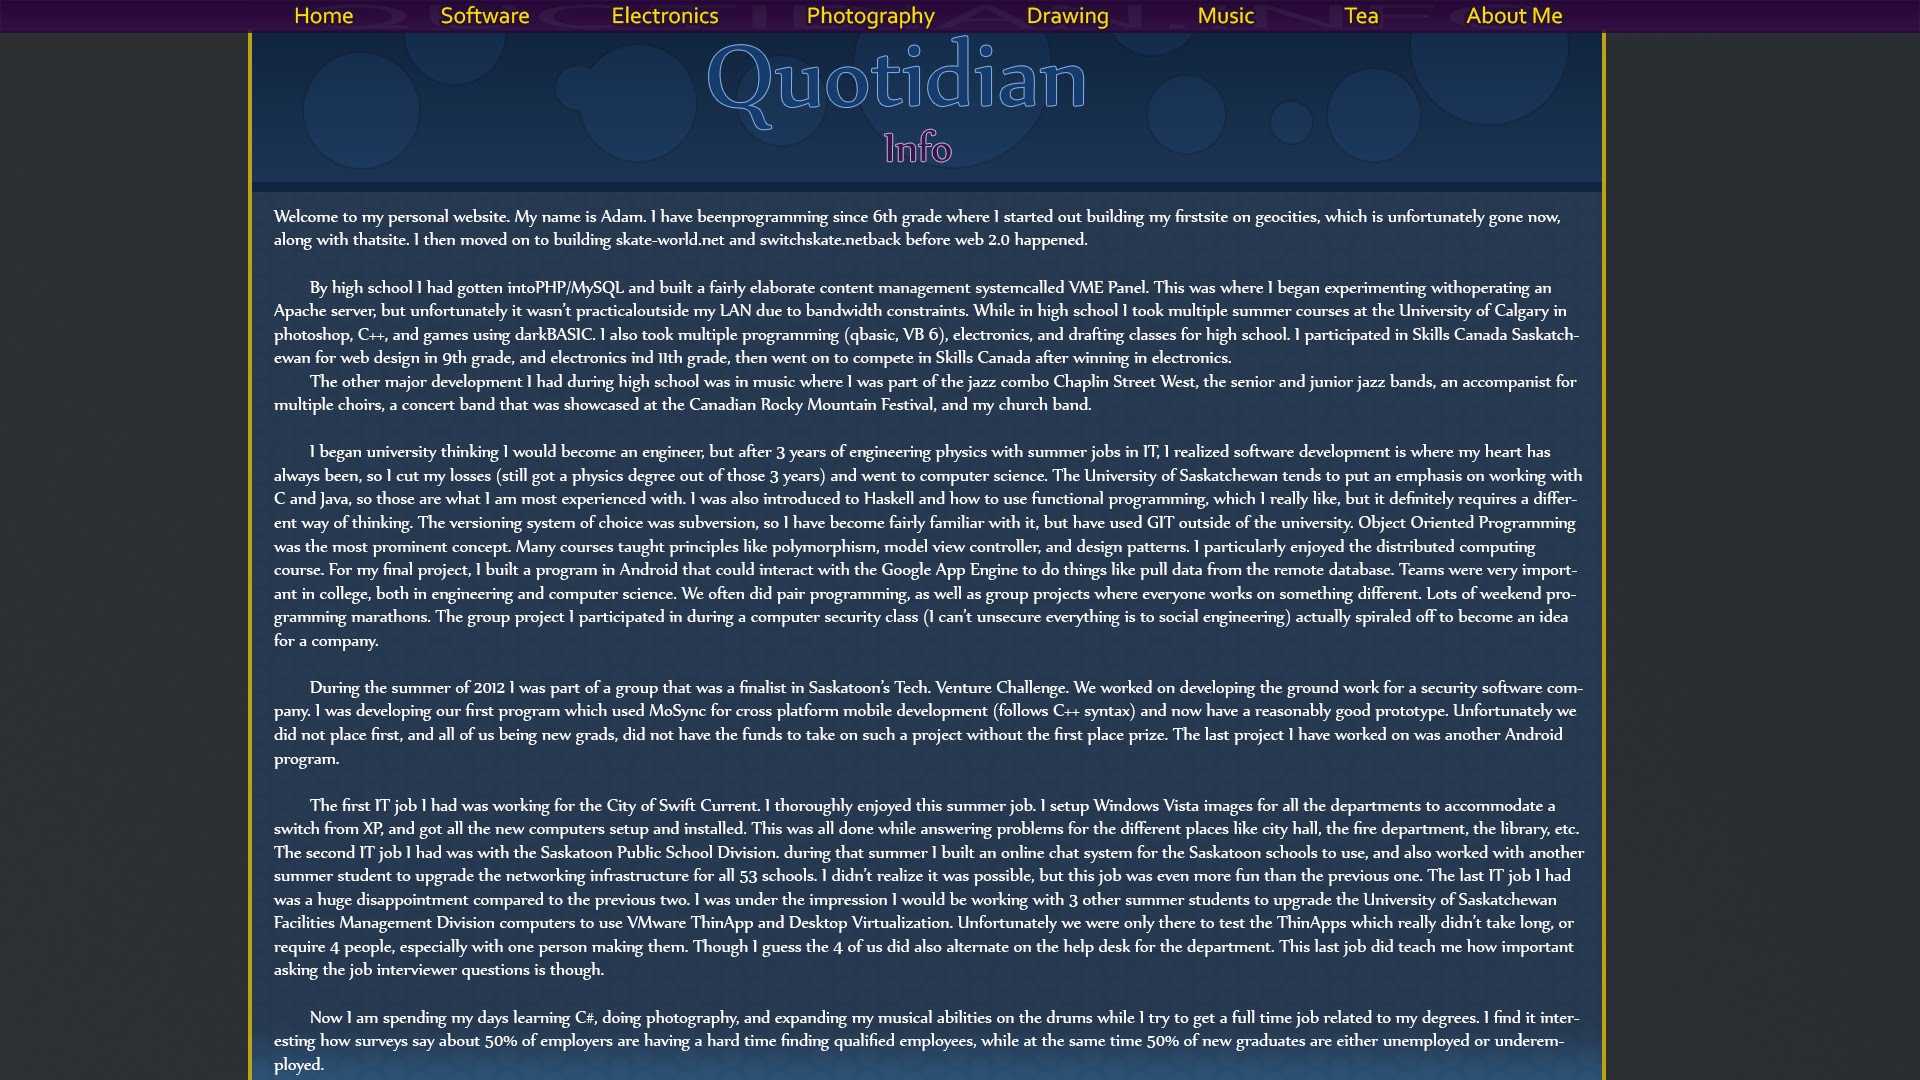 Home Software Electronics Photography Drawing Music Tea About Me
Quotidian
Info
Welcome to my personal website. My name is Adam. I have beenprogramming since 6th grade where I started out building my firstsite on geocities, which is unfortunately gone now,
along with thatsite. I then moved on to building skate-world.net and switchskate.netback before web 2.0 happened.
By high school I had gotten intoPHP/MySQL and built a fairly elaborate content management systemcalled VME Panel. This was where I began experimenting withoperating an
Apache server, but unfortunately it wasn't practicaloutside my LAN due to bandwidth constraints. While in high school I took multiple summer courses at the University of Calgary in
photoshop, C++, and games using darkBASIC. I also took multiple programming (qbasic, VB 6), electronics, and drafting classes for high school. I participated in Skills Canada Saskatch-
ewan for web design in 9th grade, and electronics ind 11th grade, then went on to compete in Skills Canada after winning in electronics.
The other major development I had during high school was in music where I was part of the jazz combo Chaplin Street West, the senior and junior jazz bands, an accompanist for
multiple choirs, a concert band that was showcased at the Canadian Rocky Mountain Festival, and my church band.
I began university thinking I would become an engineer, but after 3 years of engineering physics with summer jobs in IT, I realized software development is where my heart has
always been, so I cut my losses (still got a physics degree out of those 3 years) and went to computer science. The University of Saskatchewan tends to put an emphasis on working with
C and Java, so those are what I am most experienced with. I was also introduced to Haskell and how to use functional programming, which I really like, but it definitely requires a differ-
ent way of thinking. The versioning system of choice was subversion, so I have become fairly familiar with it, but have used GIT outside of the university. Object Oriented Programming
was the most prominent concept. Many courses taught principles like polymorphism, model view controller, and design patterns. I particularly enjoyed the distributed computing
course. For my final project, I built a program in Android that could interact with the Google App Engine to do things like pull data from the remote database. Teams were very import-
ant in college, both in engineering and computer science. We often did pair programming, as well as group projects where everyone works on something different. Lots of weekend pro-
gramming marathons. The group project I participated in during a computer security class (I can't unsecure everything is to social engineering) actually spiraled off to become an idea
for a company.
During the summer of 2012 I was part of a group that was a finalist in Saskatoon's Tech. Venture Challenge. We worked on developing the ground work for a security software com-
pany. I was developing our first program which used MoSync for cross platform mobile development (follows C++ syntax) and now have a reasonably good prototype. Unfortunately we
did not place first, and all of us being new grads, did not have the funds to take on such a project without the first place prize. The last project I have worked on was another Android
program.
The first IT job I had was working for the City of Swift Current. I thoroughly enjoyed this summer job. I setup Windows Vista images for all the departments to accommodate a
switch from XP, and got all the new computers setup and installed. This was all done while answering problems for the different places like city hall, the fire department, the library, etc.
The second IT job I had was with the Saskatoon Public School Division. during that summer I built an online chat system for the Saskatoon schools to use, and also worked with another
summer student to upgrade the networking infrastructure for all 53 schools. I didn't realize it was possible, but this job was even more fun than the previous one. The last IT job I had
was a huge disappointment compared to the previous two. I was under the impression I would be working with 3 other summer students to upgrade the University of Saskatchewan
Facilities Management Division computers to use VMware ThinApp and Desktop Virtualization. Unfortunately we were only there to test the ThinApps which really didn't take long, or
require 4 people, especially with one person making them. Though I guess the 4 of us did also alternate on the help desk for the department. This last job did teach me how important
asking the job interviewer questions is though.
Now I am spending my days learning C#, doing photography, and expanding my musical abilities on the drums while I try to get a full time job related to my degrees. I find it inter-
esting how surveys say about 50% of employers are having a hard time finding qualified employees, while at the same time 50% of new graduates are either unemployed or underem-
ployed.